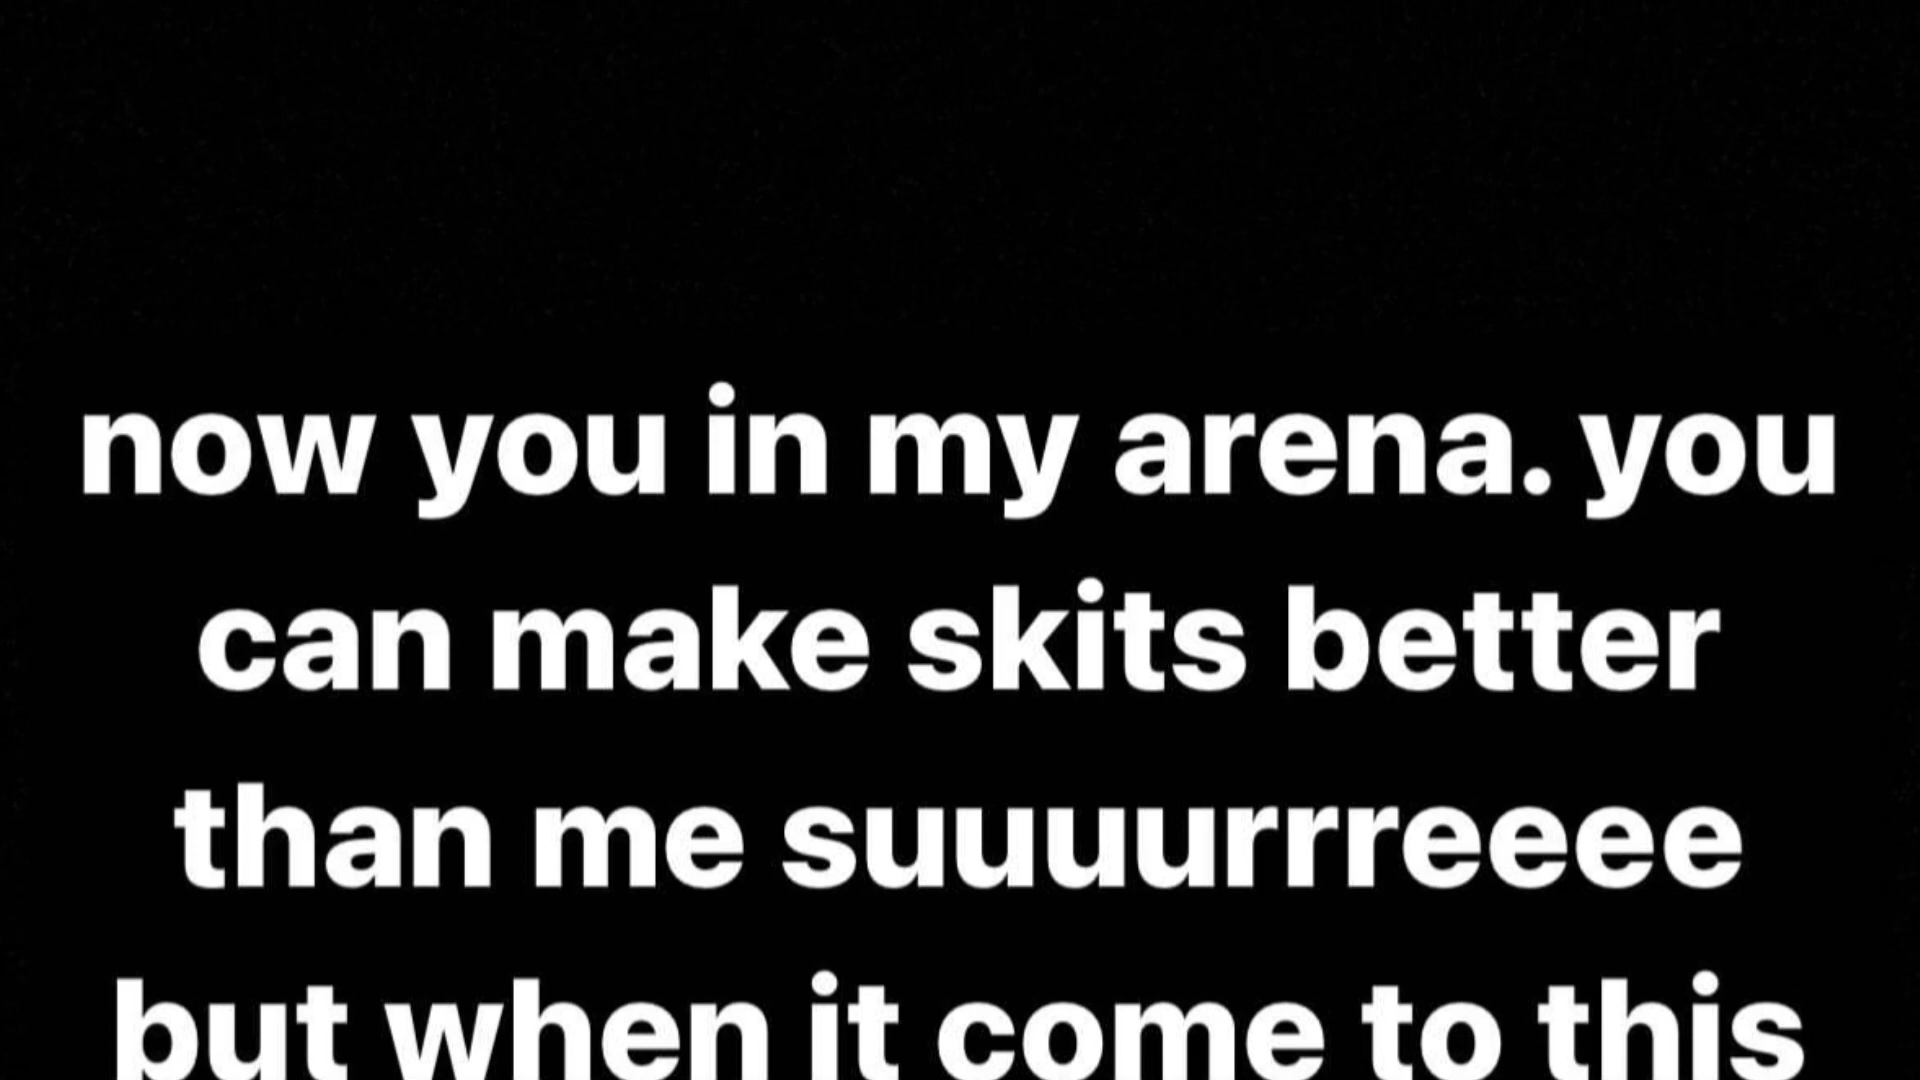 now you in my arena. you
can make skits better
than me suuuurrreeee
but when it come to this